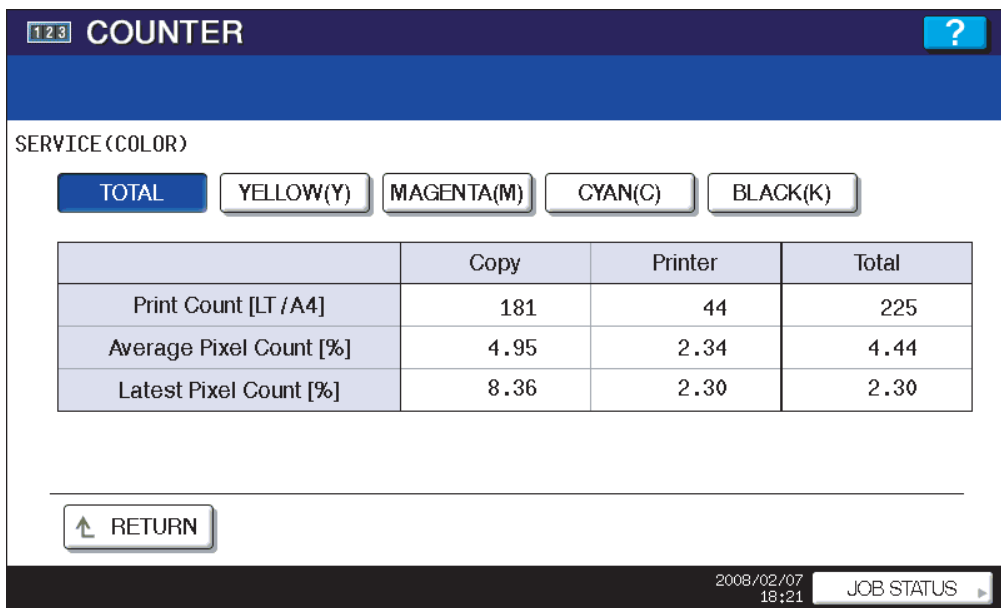 123 COUNTER ?
SERVICE(COLOR)
TOTAL YELLOW(Y) MAGENTA(M) CYAN(C) BLACK(K)
Copy Printer Total
Print Count [LT/A4] 181 44 225
Average Pixel Count [%] 4.95 2.34 4.44
Latest Pixel Count [%] 8.36 2.30 2.30
RETURN
2008/02/07
18:21 JOB STATUS